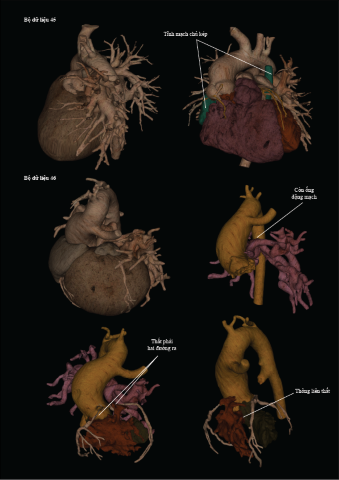 Bộ dữ liệu 45
Tĩnh mạch chủ kép
Bộ dữ liệu 46
Còn ống
động mạch
Thất phải
hai đường ra
Thông liên thất